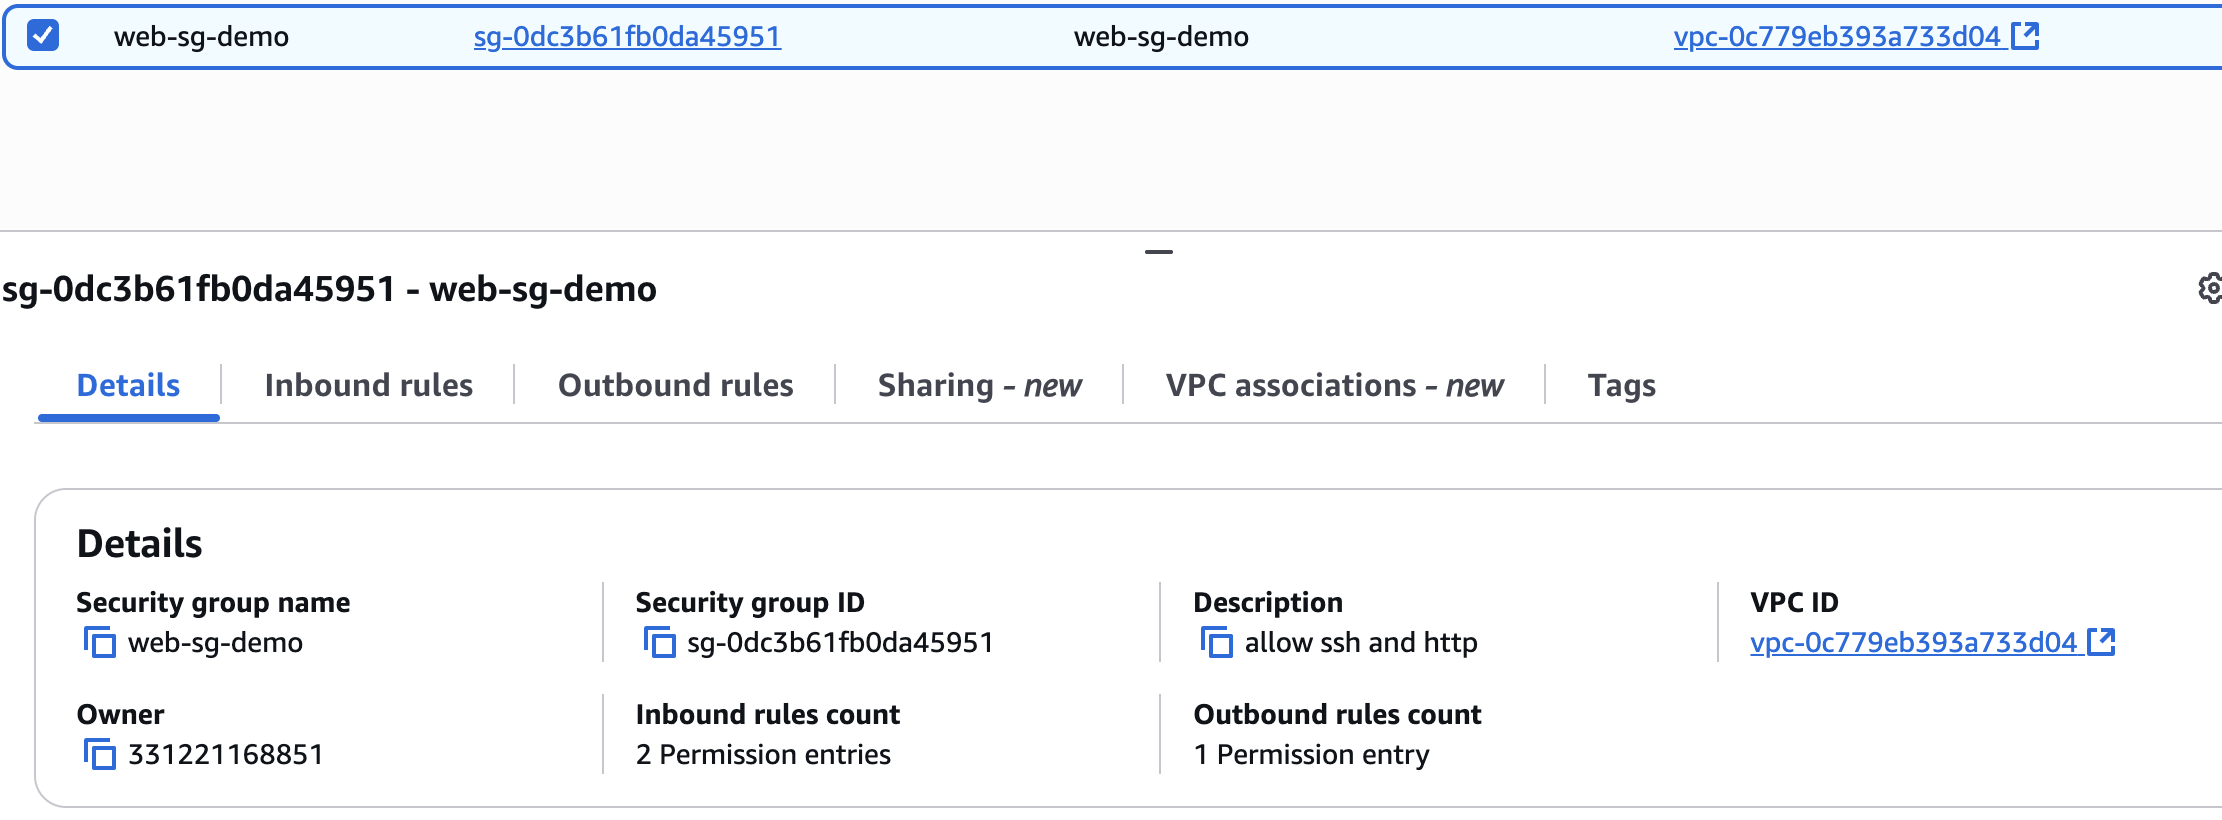 web-sg-demo sg-0dc3b61fb0da45951 web-sg-demo vpc-0c779eb393a733d04
sg-0dc3b61fb0da45951 - web-sg-demo
Details Inbound rules Outbound rules Sharing - new VPC associations - new Tags
Details
Security group name Security group ID Description VPC ID
web-sg-demo sg-0dc3b61fb0da45951 allow ssh and http vpc-0c779eb393a733d04
Owner Inbound rules count Outbound rules count
331221168851 2 Permission entries 1 Permission entry